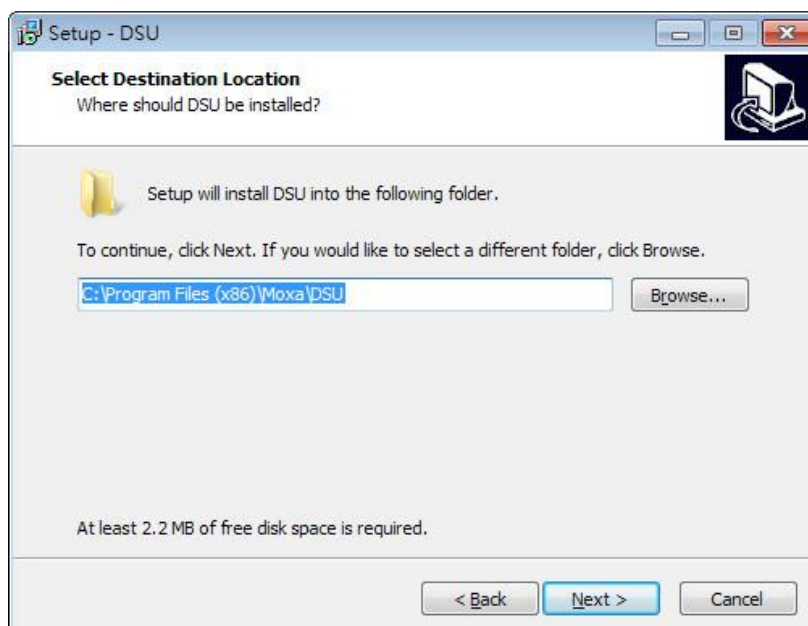 Setup - DSU
Select Destination Location
Where should DSU be installed?
Setup will install DSU into the following folder.
To continue, click Next. If you would like to select a different folder, click Browse.
C:\Program Files (x86)\Moxa\DSU
Browse...
At least 2.2 MB of free disk space is required.
< Back
Next >
Cancel